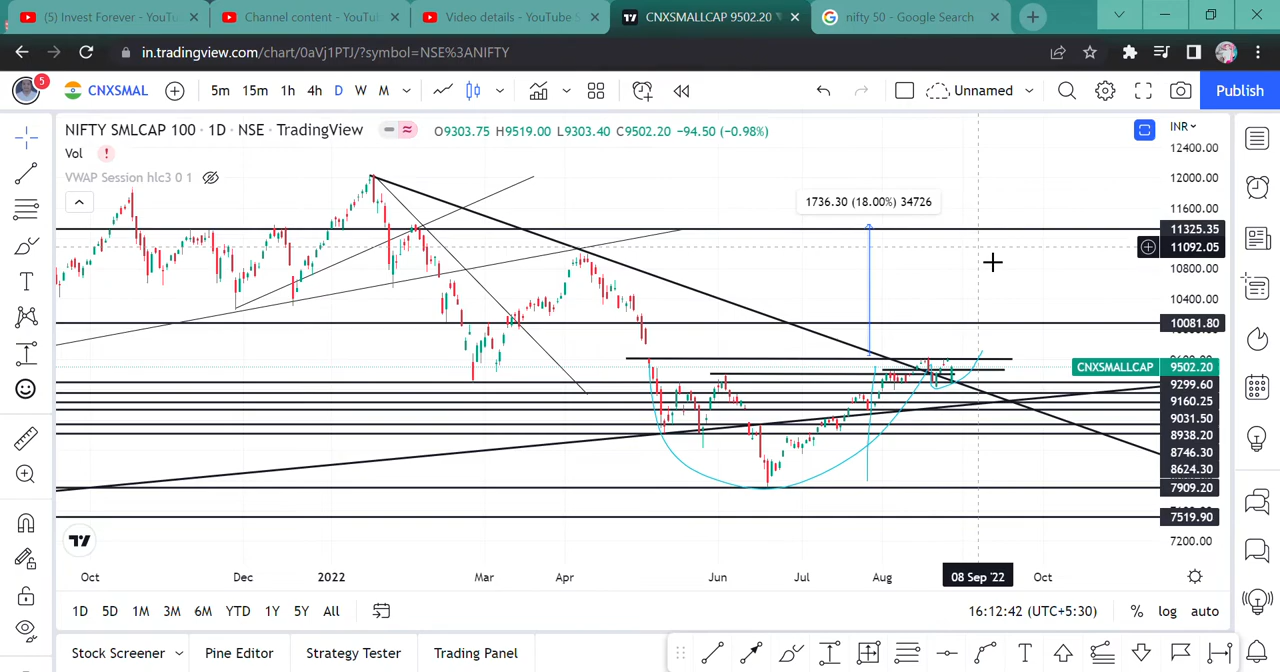 (5) Invest Forever - YouTu
Channel content - YouTube
Video details - YouTube S
CNXSMALLCAP 9502.20
nifty 50 - Google Search
in.tradingview.com/chart/0aVj1PTJ/?symbol=NSE%3ANIFTY
5
CNXSMAL
5m 15m 1h 4h D W M
Unnamed
Publish
NIFTY SMLCAP 100 · 1D · NSE · TradingView
O9303.75 H9519.00 L9303.40 C9502.20 −94.50 (−0.98%)
INR
Vol
VWAP Session hlc3 0 1
1736.30 (18.00%) 34726
12400.00
12000.00
11600.00
11325.35
11092.05
10800.00
10400.00
10081.80
CNXSMALLCAP 9502.20
9299.60
9160.25
9031.50
8938.20
8746.30
8624.30
7909.20
7519.90
7200.00
Oct Dec 2022 Mar Apr Jun Jul Aug 08 Sep '22 Oct
1D 5D 1M 3M 6M YTD 1Y 5Y All
16:12:42 (UTC+5:30) % log auto
Stock Screener Pine Editor Strategy Tester Trading Panel